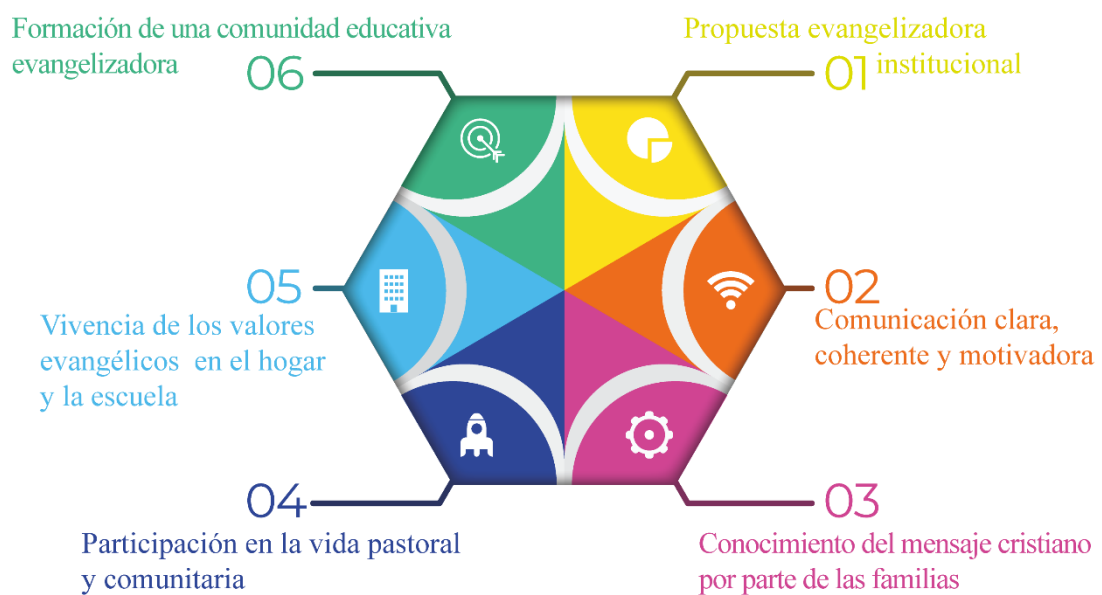 Propuesta evangelizadora
01 institucional
02
Comunicación clara,
coherente y motivadora
03
Conocimiento del mensaje cristiano
por parte de las familias
04
Participación en la vida pastoral
y comunitaria
05
Vivencia de los valores
evangélicos en el hogar
y la escuela
Formación de una comunidad educativa
evangelizadora
06